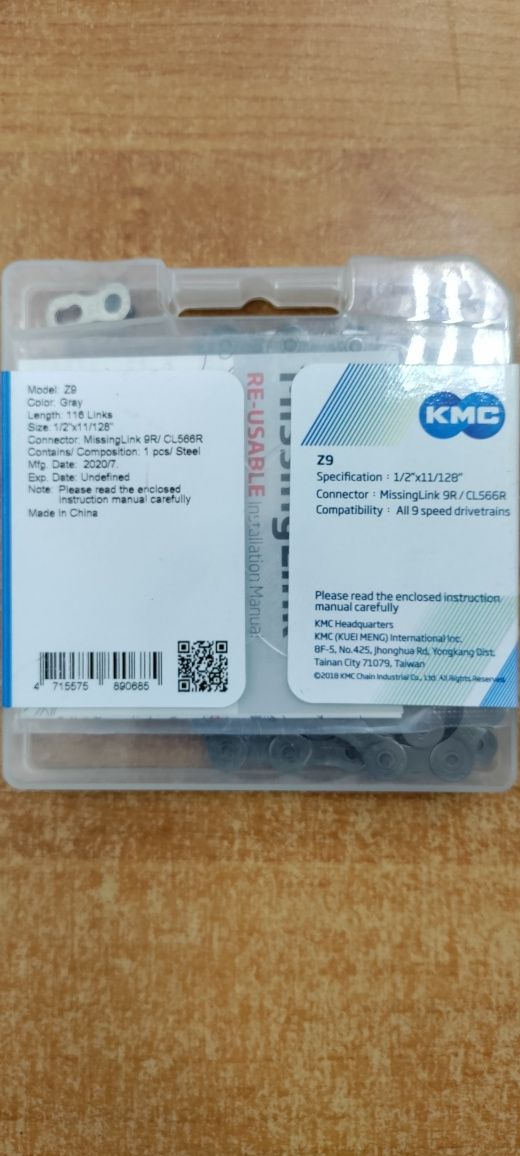 Model: Z9
Color: Gray
Length: 116 Links
Size: 1/2"x11/128"
Connector: MissingLink 9R/ CL566R
Contains/ Composition: 1 pcs/ Steel
Mfg. Date: 2020/7.
Exp. Date: Undefined
Note: Please read the enclosed
instruction manual carefully
Made in China
4 715575 890685
RE-USABLE Installation Manual
MissingLink
KMC
Z9
Specification : 1/2"x11/128"
Connector : MissingLink 9R / CL566R
Compatibility : All 9 speed drivetrains
Please read the enclosed instruction
manual carefully
KMC Headquarters
KMC (KUEI MENG) International Inc.
8F-5, No.425, Jhonghua Rd, Yongkang Dist.
Tainan City 71079, Taiwan
©2018 KMC Chain Industrial Co., Ltd. All Rights Reserved